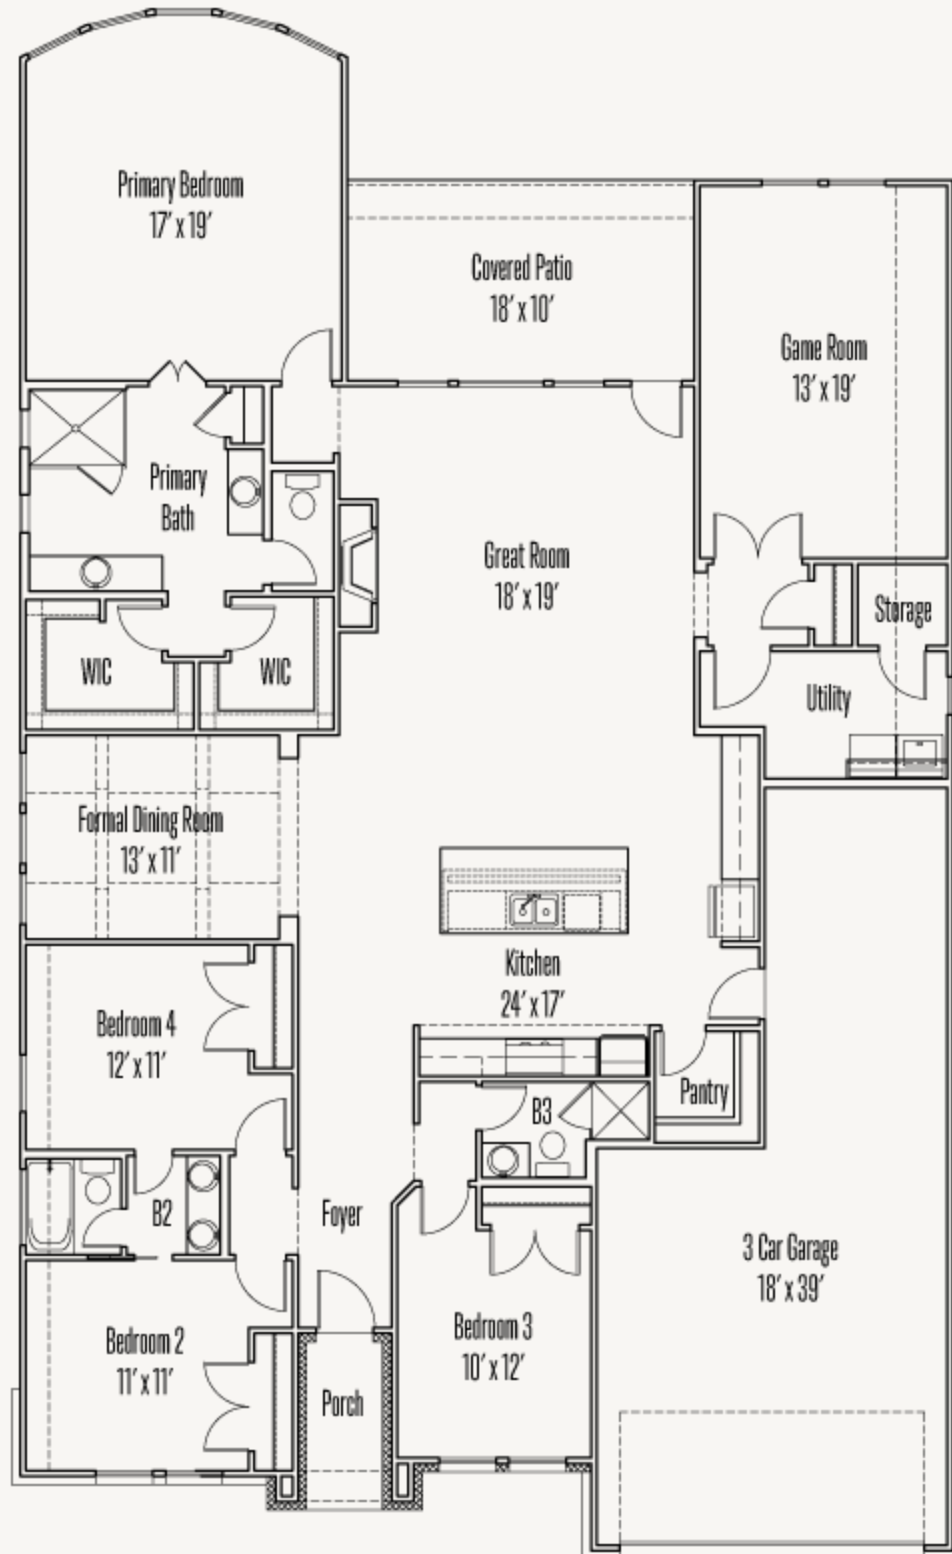 Primary Bedroom
17' x 19'
Covered Patio
18' x 10'
Game Room
13' x 19'
Primary
Bath
Great Room
18' x 19'
Storage
WIC
WIC
Utility
Formal Dining Room
13' x 11'
Kitchen
24' x 17'
Bedroom 4
12' x 11'
Pantry
B3
B2
Foyer
3 Car Garage
18' x 39'
Bedroom 3
10' x 12'
Bedroom 2
11' x 11'
Porch